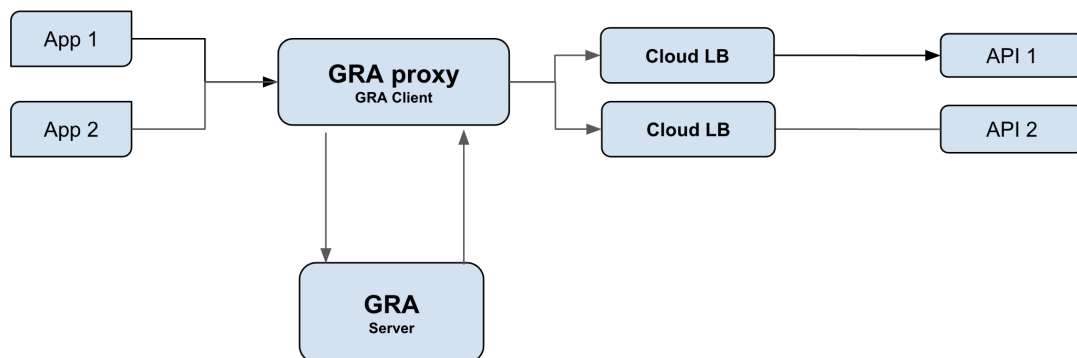 App 1
App 2
GRA proxy
GRA Client
Cloud LB
API 1
Cloud LB
API 2
GRA
Server